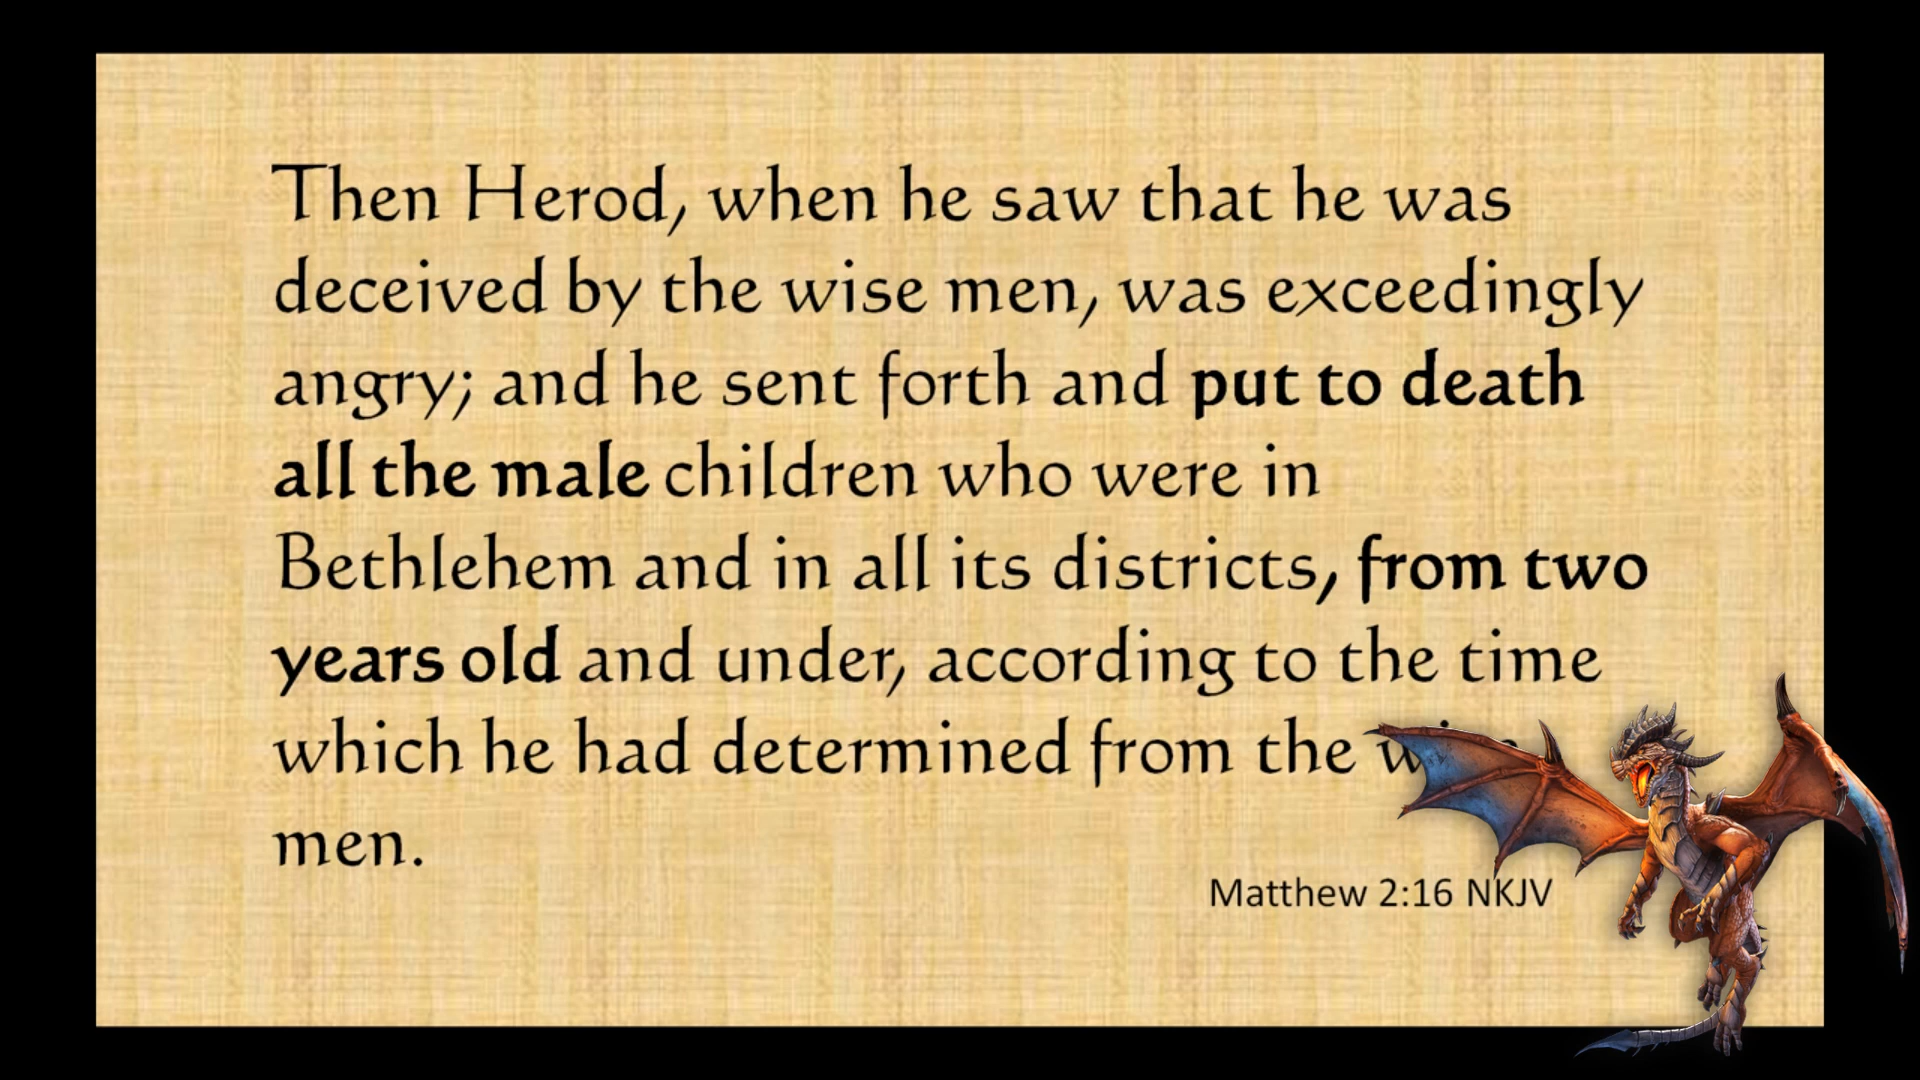 Then Herod, when he saw that he was
deceived by the wise men, was exceedingly
angry; and he sent forth and put to death
all the male children who were in
Bethlehem and in all its districts, from two
years old and under, according to the time
which he had determined from the
men.
Matthew 2:16 NKJV